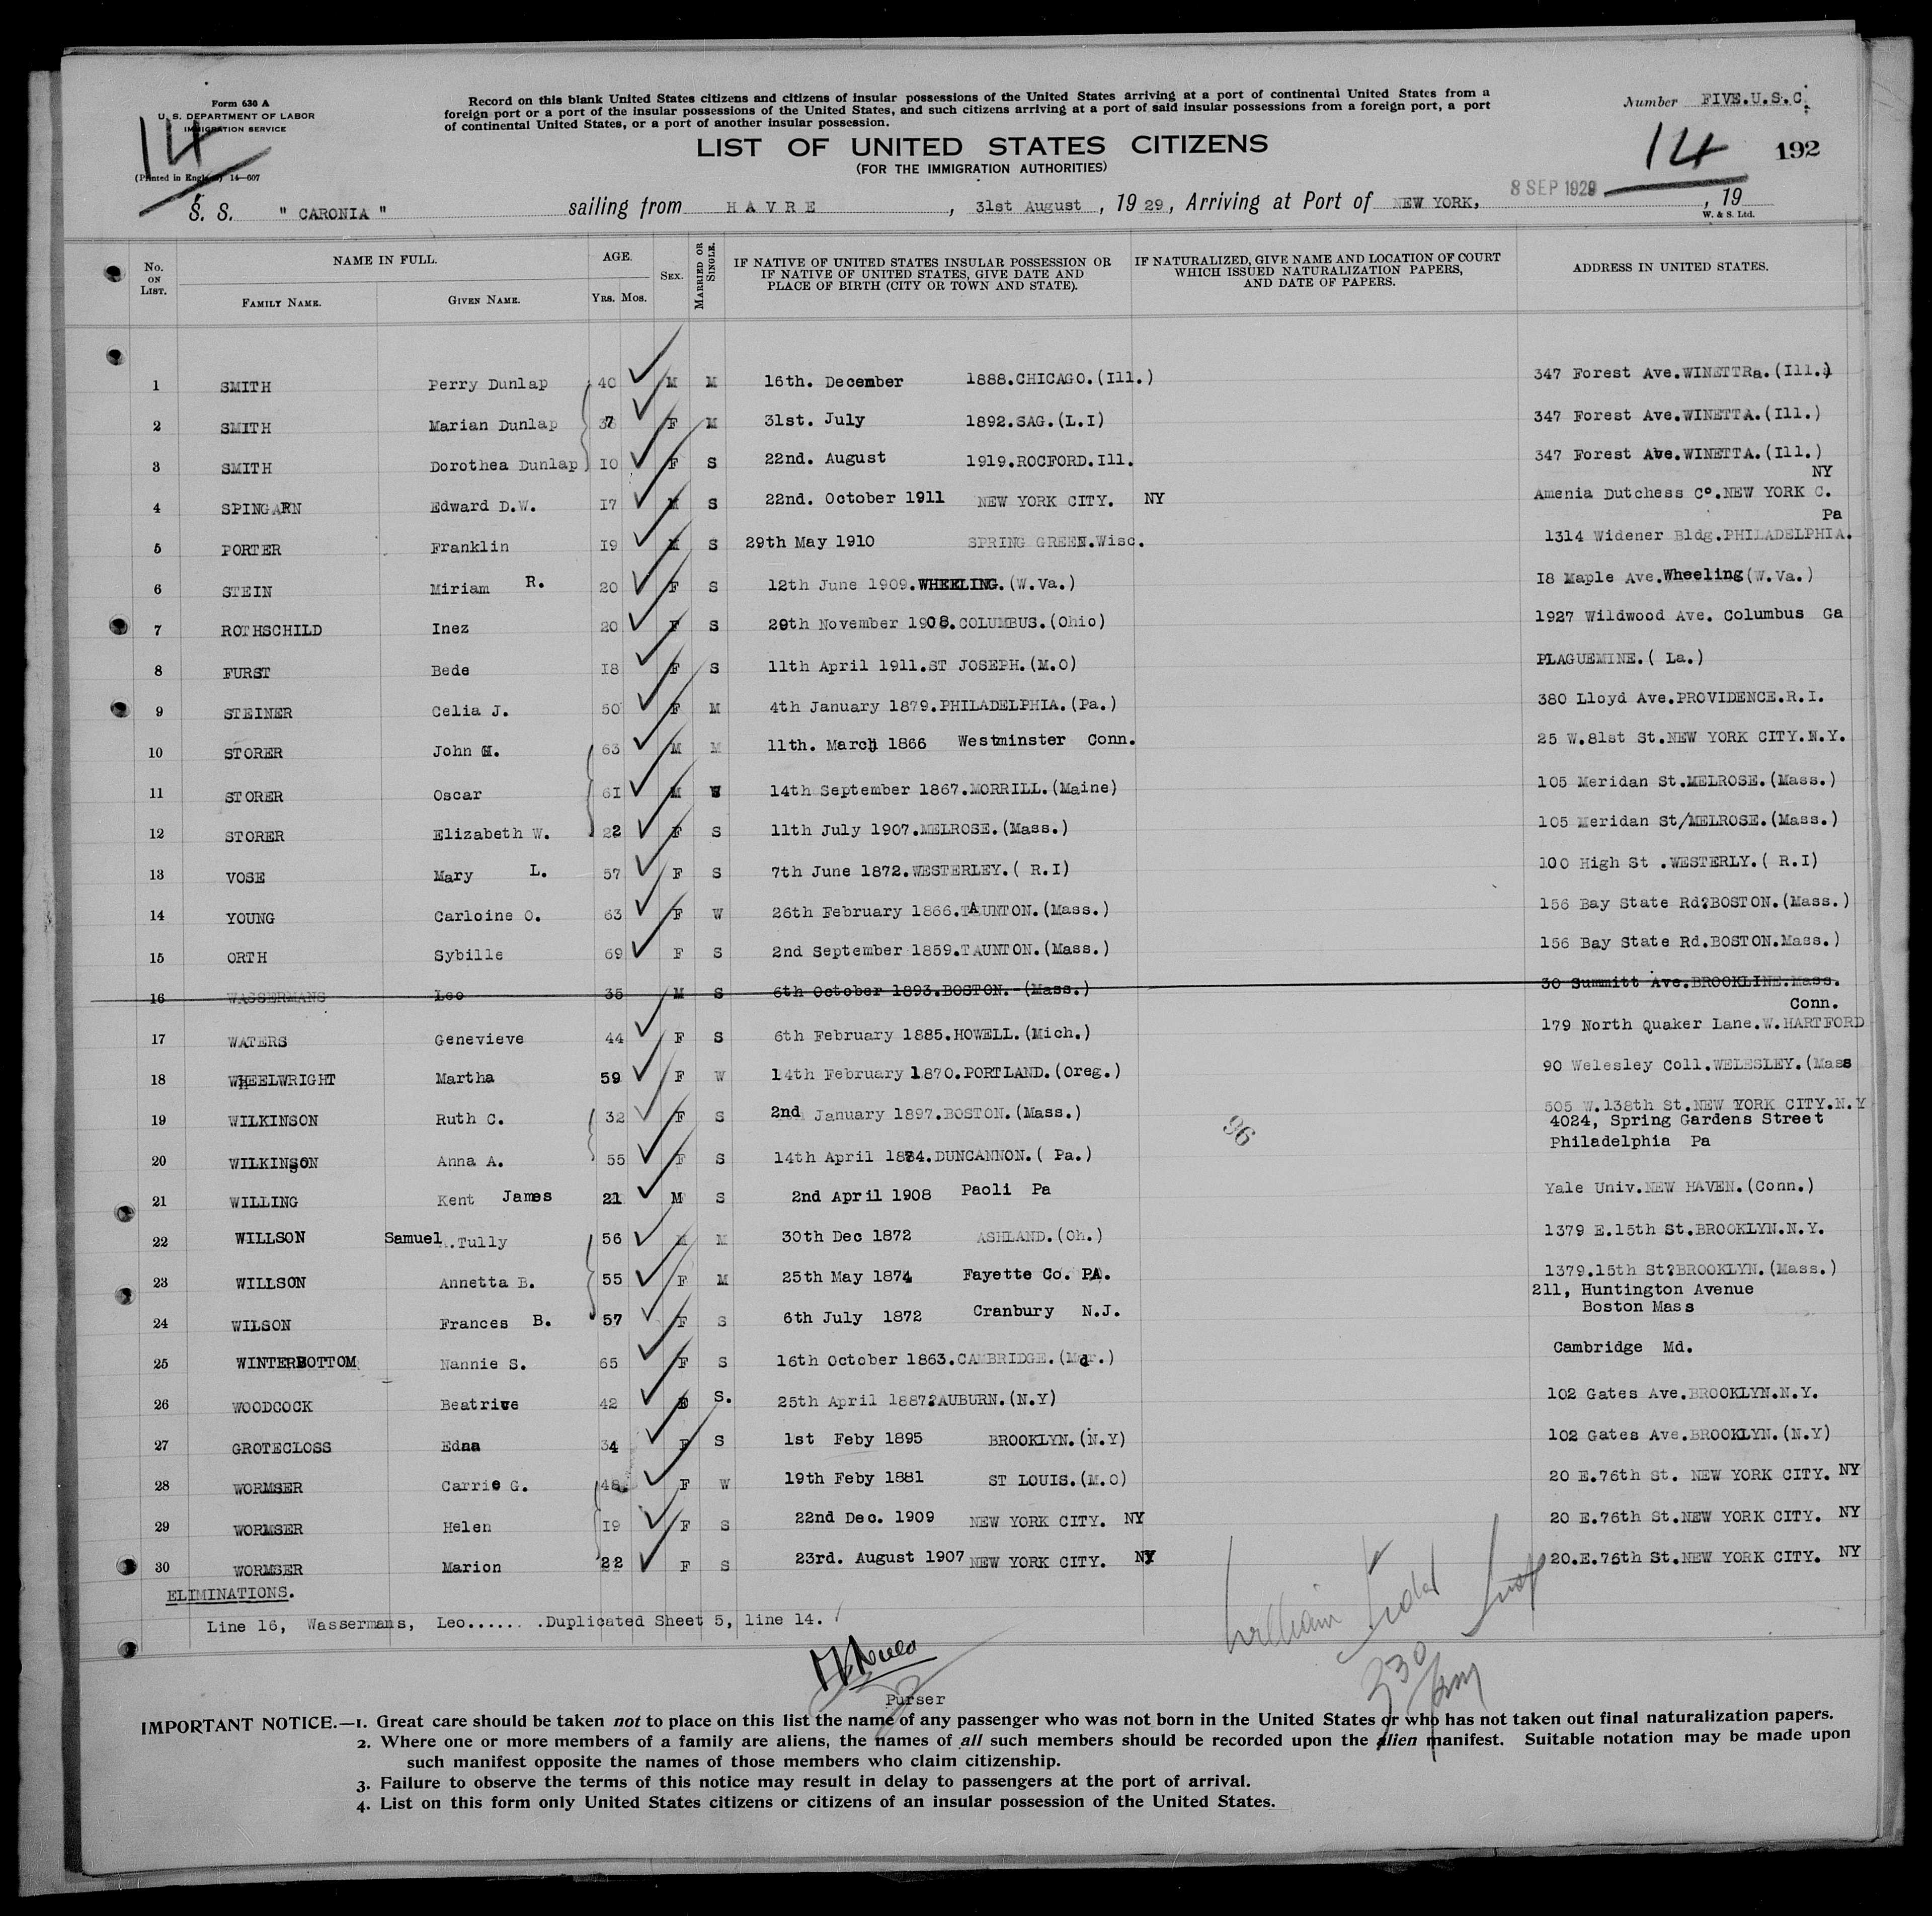 Form 630 A
U. S. DEPARTMENT OF LABOR
IMMIGRATION SERVICE
14
(Printed in England) 14—607
Record on this blank United States citizens and citizens of insular possessions of the United States arriving at a port of continental United States from a
foreign port or a port of the insular possessions of the United States, and such citizens arriving at a port of said insular possessions from a foreign port, a port
of continental United States, or a port of another insular possession.
Number FIVE.U.S.C.
LIST OF UNITED STATES CITIZENS
(FOR THE IMMIGRATION AUTHORITIES)
14 192
S. S. " CARONIA " sailing from HAVRE, 31st August, 1929, Arriving at Port of NEW YORK, 8 SEP 1929, 19
W. & S. Ltd.
No. ON LIST. NAME IN FULL. FAMILY NAME. GIVEN NAME. AGE. YRS. MOS. SEX. MARRIED OR SINGLE. IF NATIVE OF UNITED STATES INSULAR POSSESSION OR IF NATIVE OF UNITED STATES, GIVE DATE AND PLACE OF BIRTH (CITY OR TOWN AND STATE). IF NATURALIZED, GIVE NAME AND LOCATION OF COURT WHICH ISSUED NATURALIZATION PAPERS, AND DATE OF PAPERS. ADDRESS IN UNITED STATES.
1 SMITH Perry Dunlap 40 M M 16th. December 1888.CHICAGO.(Ill.) 347 Forest Ave.WINETTRa.(Ill.)
2 SMITH Marian Dunlap 37 F M 31st. July 1892.SAG.(L.I) 347 Forest Ave.WINETTA.(Ill.)
3 SMITH Dorothea Dunlap 10 F S 22nd. August 1919.ROCFORD.Ill. 347 Forest Ave.WINETTA.(Ill.)
4 SPINGARN Edward D.W. 17 M S 22nd. October 1911 NEW YORK CITY. NY Amenia Dutchess Co.NEW YORK C. NY
5 PORTER Franklin 19 M S 29th May 1910 SPRING GREEN.Wisc. 1314 Widener Bldg.PHILADELPHIA. Pa
6 STEIN Miriam R. 20 F S 12th June 1909.WHEELING.(W.Va.) 18 Maple Ave.Wheeling(W.Va.)
7 ROTHSCHILD Inez 20 F S 29th November 1908.COLUMBUS.(Ohio) 1927 Wildwood Ave. Columbus Ga
8 FURST Bede 18 F S 11th April 1911.ST JOSEPH.(M.O) PLAGUEMINE.( La.)
9 STEINER Celia J. 50 F M 4th January 1879.PHILADELPHIA.(Pa.) 380 Lloyd Ave.PROVIDENCE.R.I.
10 STORER John H. 63 M M 11th. March 1866 Westminster Conn. 25 W.81st St.NEW YORK CITY.N.Y.
11 STORER Oscar 61 M 14th September 1867.MORRILL.(Maine) 105 Meridan St.MELROSE.(Mass.)
12 STORER Elizabeth W. 22 F S 11th July 1907.MELROSE.(Mass.) 105 Meridan St/MELROSE.(Mass.)
13 VOSE Mary L. 57 F S 7th June 1872.WESTERLEY.( R.I) 100 High St .WESTERLY.( R.I)
14 YOUNG Carloine O. 63 F W 26th February 1866.TAUNTON.(Mass.) 156 Bay State Rd?BOSTON.(Mass.)
15 ORTH Sybille 69 F S 2nd September 1859.TAUNTON.(Mass.) 156 Bay State Rd.BOSTON.Mass.)
16 WASSERMANS Leo 35 M S 6th October 1893.BOSTON. (Mass.) 30 Summitt Ave.BROOKLINE.Mass.
17 WATERS Genevieve 44 F S 6th February 1885.HOWELL.(Mich.) 179 North Quaker Lane.W.HARTFORD Conn.
18 WHEELWRIGHT Martha 59 F W 14th February 1870.PORTLAND.(Oreg.) 90 Welesley Coll.WELESLEY.(Mass
19 WILKINSON Ruth C. 32 F S 2nd January 1897.BOSTON.(Mass.) 505 W.138th St.NEW YORK CITY.N.Y
20 WILKINSON Anna A. 55 F S 14th April 1874.DUNCANNON.( Pa.) 4024, Spring Gardens Street Philadelphia Pa
96
21 WILLING Kent James 21 M S 2nd April 1908 Paoli Pa Yale Univ.NEW HAVEN.(Conn.)
22 WILLSON Samuel .Tully 56 M M 30th Dec 1872 ASHLAND.(Oh.) 1379 E.15th St.BROOKLYN.N.Y.
23 WILLSON Annetta B. 55 F M 25th May 1874 Fayette Co. PA. 1379.15th St?BROOKLYN.(Mass.)
24 WILSON Frances B. 57 F S 6th July 1872 Cranbury N.J. 211, Huntington Avenue Boston Mass
25 WINTERBOTTOM Nannie S. 65 F S 16th October 1863.CAMBRIDGE.(Md.) Cambridge Md.
26 WOODCOCK Beatrice 42 S. 25th April 1887?AUBURN.(N.Y) 102 Gates Ave.BROOKLYN.N.Y.
27 GROTECLOSS Edna 34 F S 1st Feby 1895 BROOKLYN.(N.Y) 102 Gates Ave.BROOKLYN.(N.Y)
28 WORMSER Carrie G. 48 F W 19th Feby 1881 ST LOUIS.(M.O) 20 E.76th St. NEW YORK CITY. NY
29 WORMSER Helen 19 F S 22nd Dec. 1909 NEW YORK CITY. NY 20 E.76th St.NEW YORK CITY. NY
30 WORMSER Marion 22 F S 23rd. August 1907 NEW YORK CITY. NY 20.E.76th St.NEW YORK CITY. NY
ELIMINATIONS.
Line 16, Wassermans, Leo...... .Duplicated Sheet 5, line 14.
William
330
Purser
IMPORTANT NOTICE.—1. Great care should be taken not to place on this list the name of any passenger who was not born in the United States or who has not taken out final naturalization papers.
2. Where one or more members of a family are aliens, the names of all such members should be recorded upon the alien manifest. Suitable notation may be made upon
such manifest opposite the names of those members who claim citizenship.
3. Failure to observe the terms of this notice may result in delay to passengers at the port of arrival.
4. List on this form only United States citizens or citizens of an insular possession of the United States.